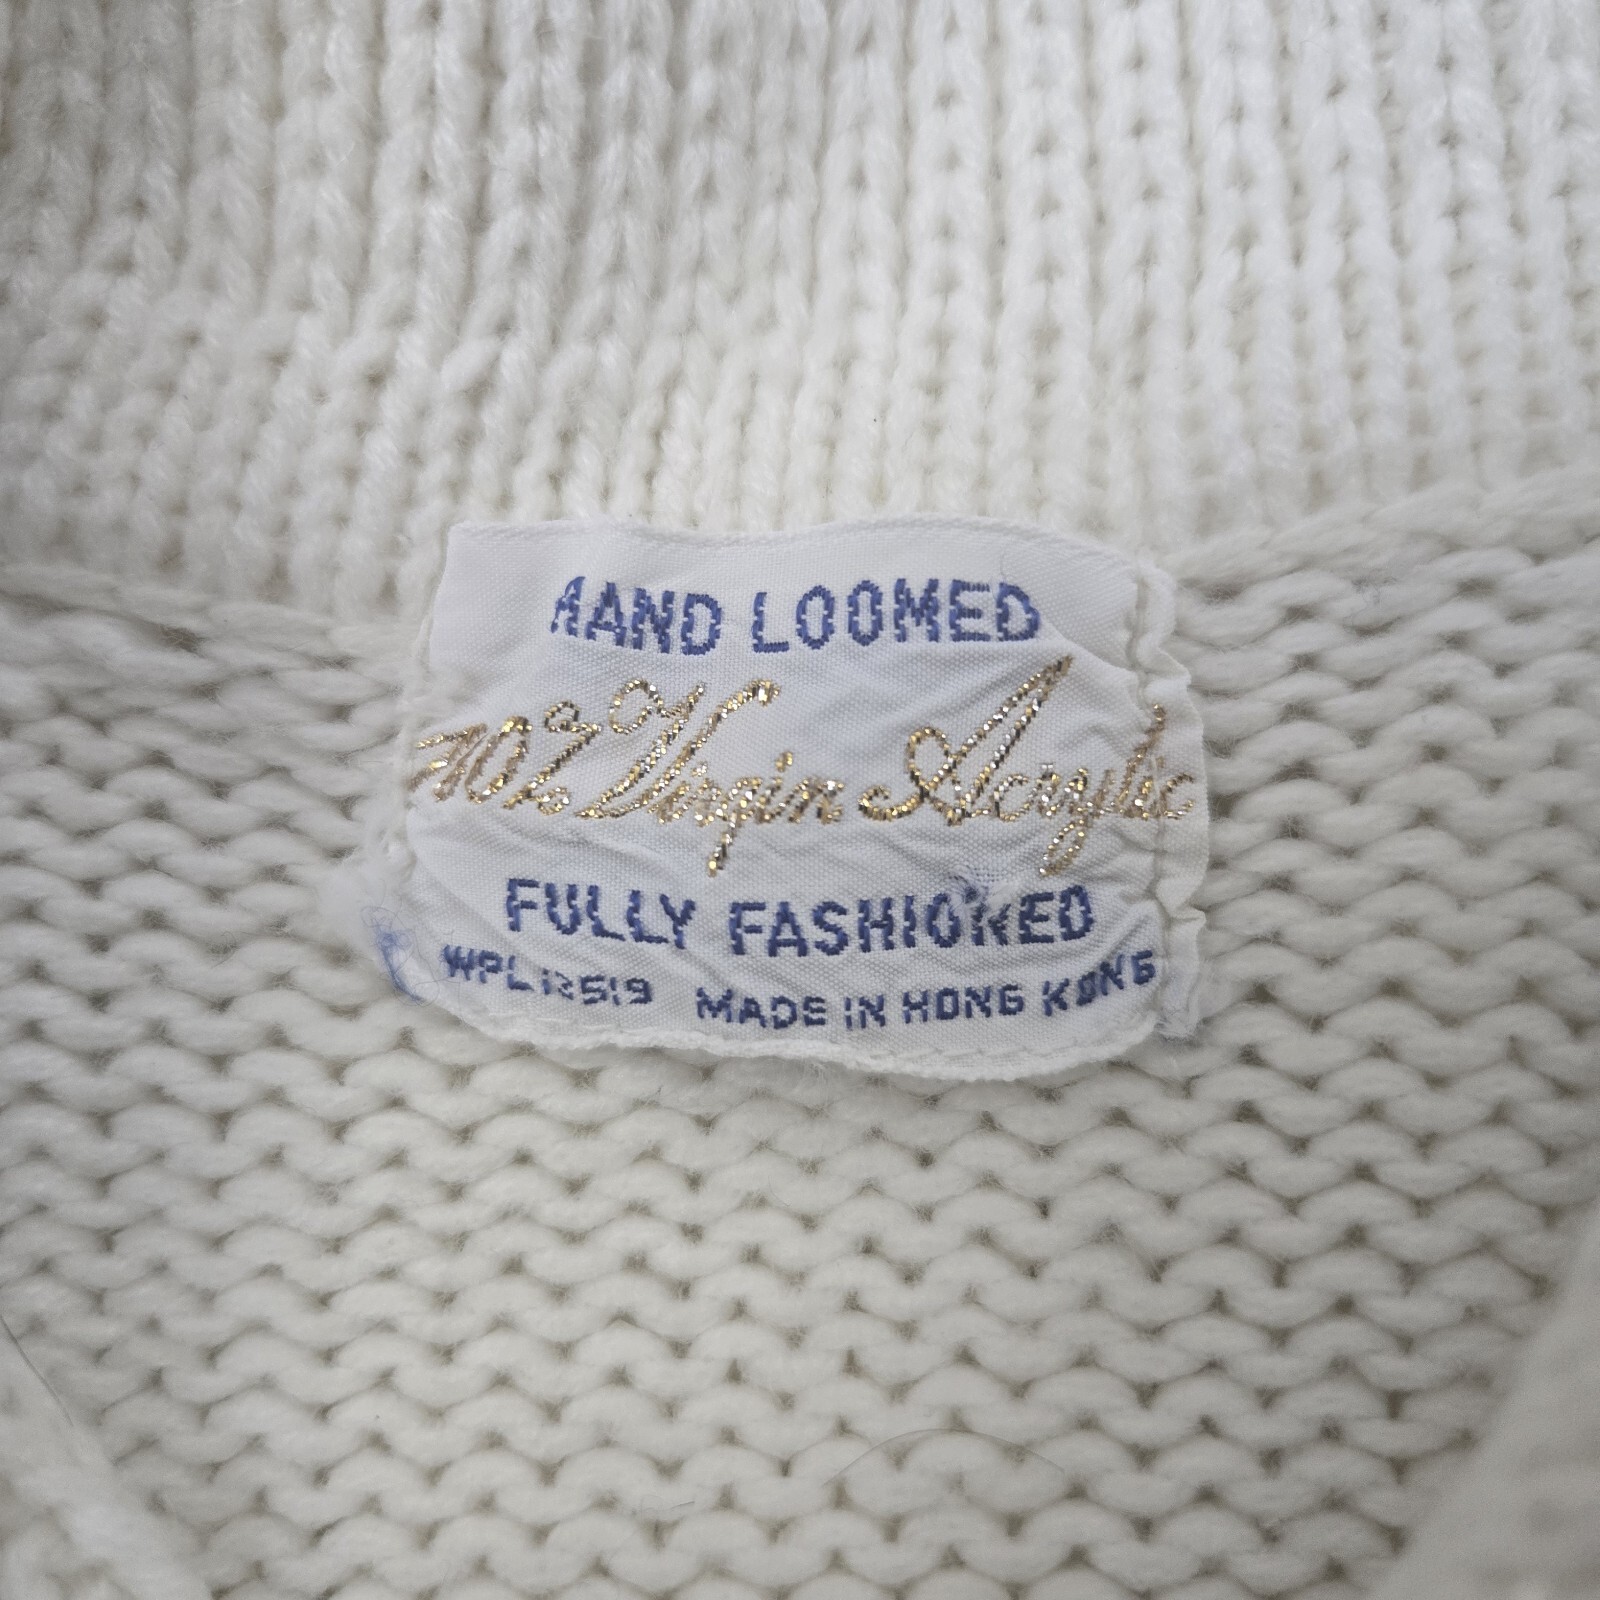 HAND LOOMED
100% Virgin Acrylic
FULLY FASHIONED
WPL 12519 MADE IN HONG KONG